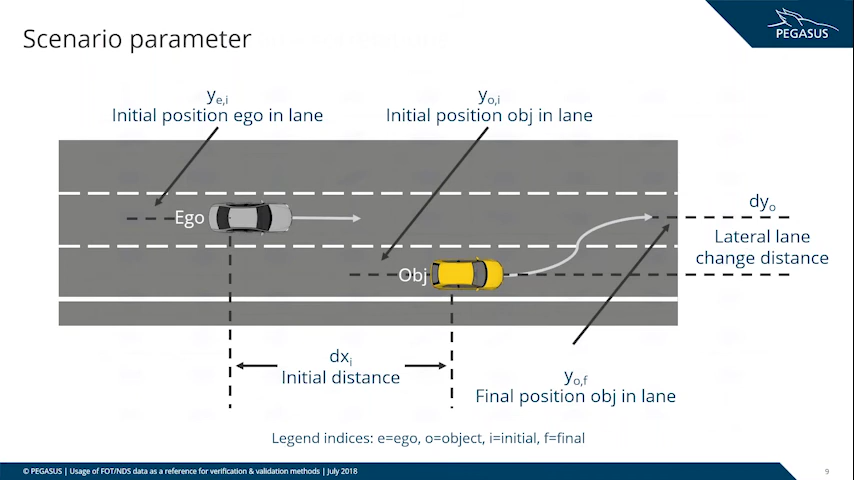 Scenario parameter
PEGASUS
y e,i
Initial position ego in lane
y o,i
Initial position obj in lane
Ego
Obj
dy o
Lateral lane
change distance
dx i
Initial distance
y o,f
Final position obj in lane
Legend indices: e=ego, o=object, i=initial, f=final
© PEGASUS | Usage of FOT/NDS data as a reference for verification & validation methods | July 2018
9